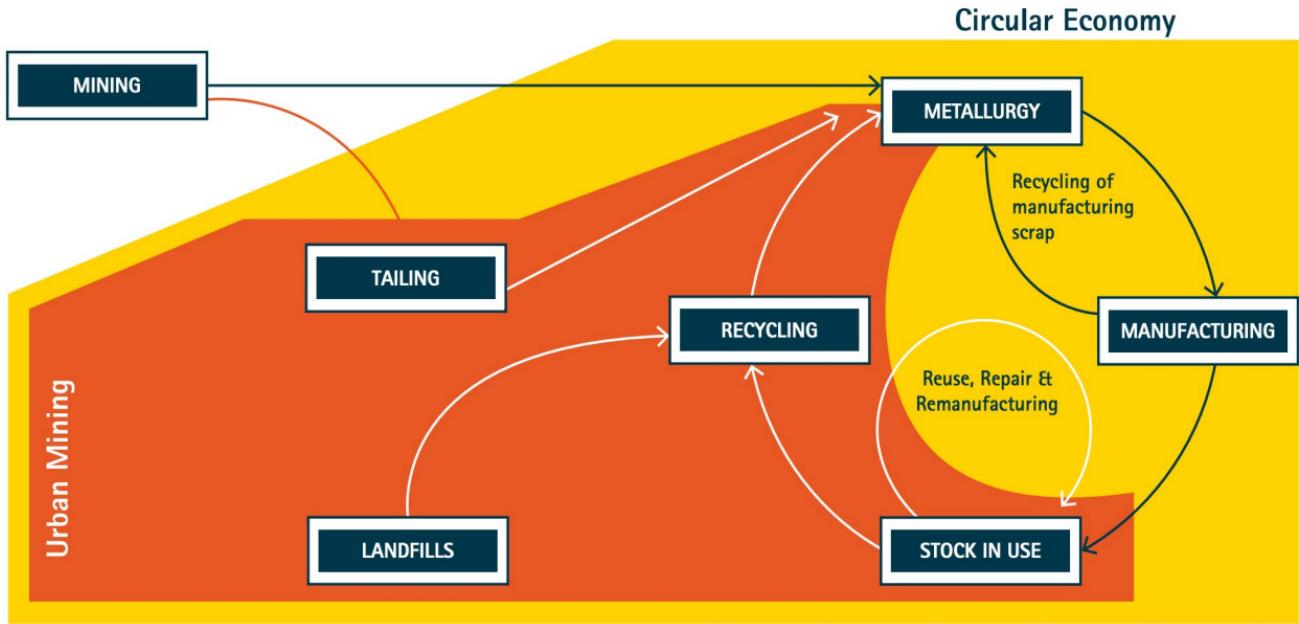 Circular Economy
MINING
METALLURGY
Recycling of
manufacturing
scrap
TAILING
RECYCLING
MANUFACTURING
Reuse, Repair &
Remanufacturing
Urban Mining
LANDFILLS
STOCK IN USE